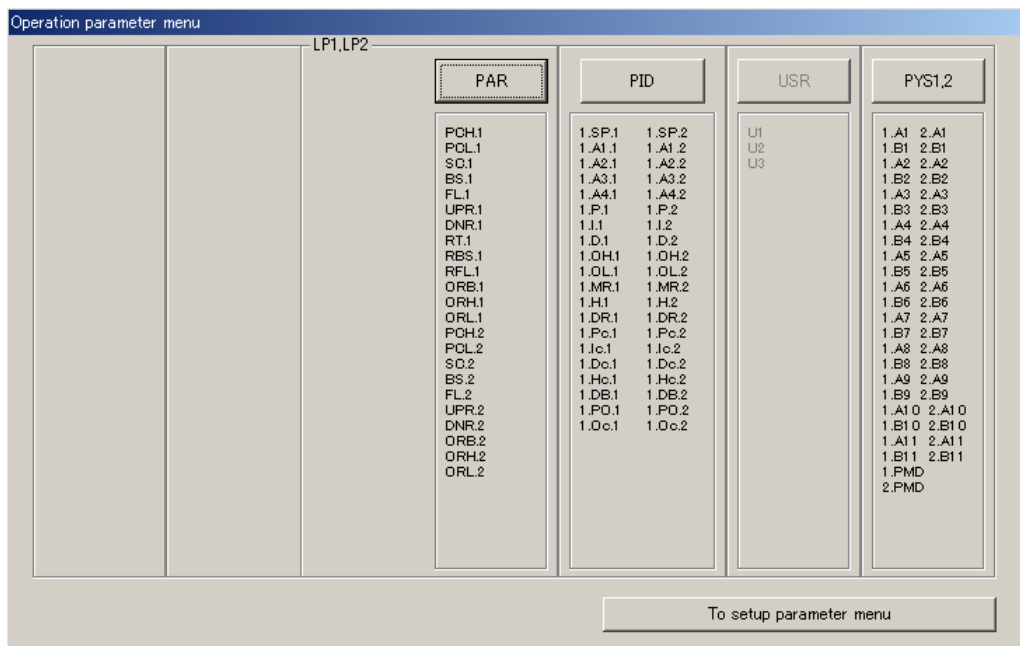 Operation parameter menu
LP1,LP2
PAR
PCH.1
PCL.1
SC.1
BS.1
FL.1
UPR.1
DNR.1
RT.1
RBS.1
RFL.1
ORB.1
ORH.1
ORL.1
PCH.2
PCL.2
SC.2
BS.2
FL.2
UPR.2
DNR.2
ORB.2
ORH.2
ORL.2
PID
1.SP.1 1.SP.2
1.A1.1 1.A1.2
1.A2.1 1.A2.2
1.A3.1 1.A3.2
1.A4.1 1.A4.2
1.P.1 1.P.2
1.I.1 1.I.2
1.D.1 1.D.2
1.OH.1 1.OH.2
1.OL.1 1.OL.2
1.MR.1 1.MR.2
1.H.1 1.H.2
1.DR.1 1.DR.2
1.Pc.1 1.Pc.2
1.Ic.1 1.Ic.2
1.Dc.1 1.Dc.2
1.Hc.1 1.Hc.2
1.DB.1 1.DB.2
1.PO.1 1.PO.2
1.Oc.1 1.Oc.2
USR
U1
U2
U3
PYS1,2
1.A1 2.A1
1.B1 2.B1
1.A2 2.A2
1.B2 2.B2
1.A3 2.A3
1.B3 2.B3
1.A4 2.A4
1.B4 2.B4
1.A5 2.A5
1.B5 2.B5
1.A6 2.A6
1.B6 2.B6
1.A7 2.A7
1.B7 2.B7
1.A8 2.A8
1.B8 2.B8
1.A9 2.A9
1.B9 2.B9
1.A10 2.A10
1.B10 2.B10
1.A11 2.A11
1.B11 2.B11
1.PMD
2.PMD
To setup parameter menu